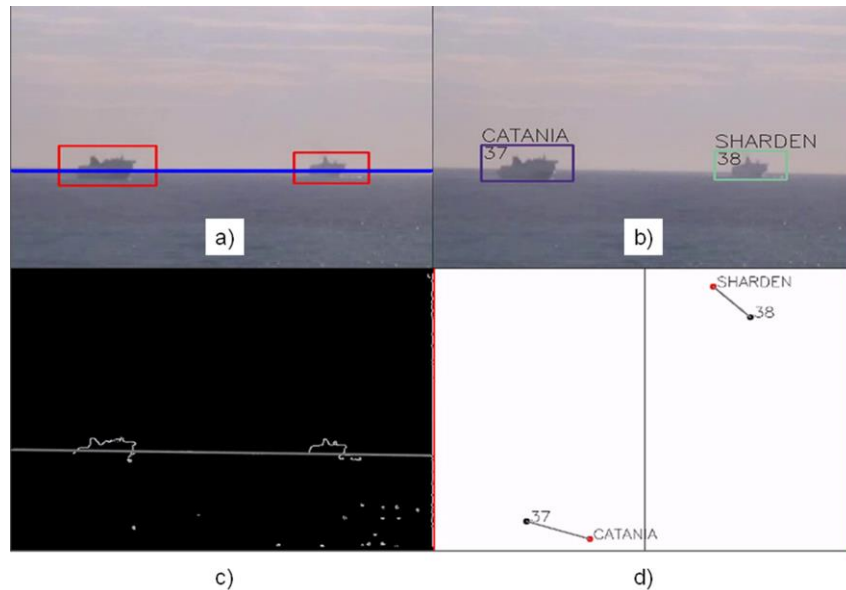 CATANIA
37
SHARDEN
38
a)
b)
SHARDEN
38
37
CATANIA
c)
d)